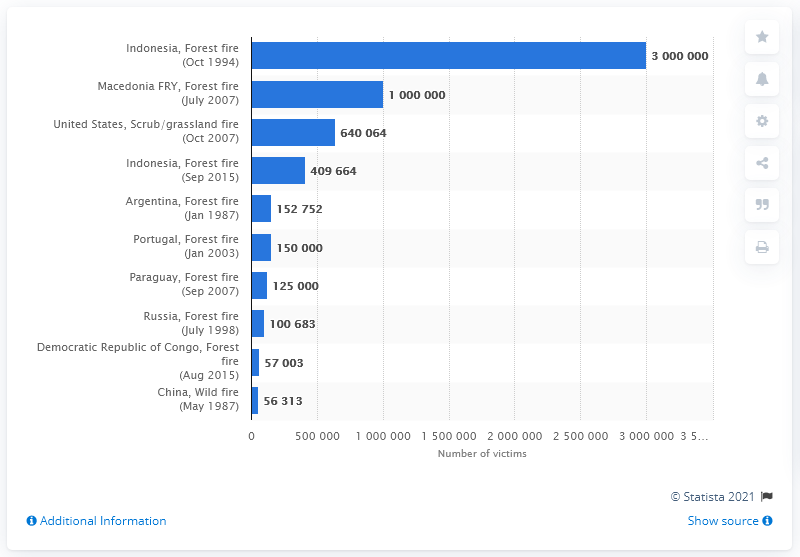 Indonesia, Forest fire
(Oct 1994)
3 000 000
Macedonia FRY, Forest fire
(July 2007)
1 000 000
United States, Scrub/grassland fire
(Oct 2007)
640 064
Indonesia, Forest fire
(Sep 2015)
409 664
Argentina, Forest fire
(Jan 1987)
152 752
Portugal, Forest fire
(Jan 2003)
150 000
Paraguay, Forest fire
(Sep 2007)
125 000
Russia, Forest fire
(July 1998)
100 683
Democratic Republic of Congo, Forest
fire
(Aug 2015)
57 003
China, Wild fire
(May 1987)
56 313
0 500 000 1 000 000 1 500 000 2 000 000 2 500 000 3 000 000 3 5...
Number of victims
© Statista 2021
Additional Information
Show source